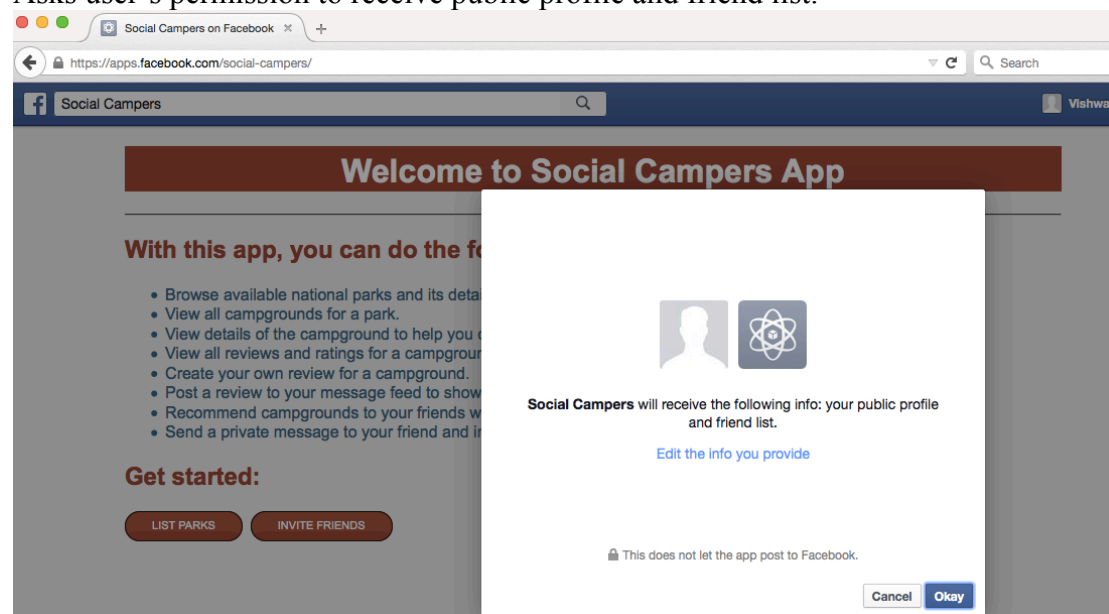 Asks user's permission to receive public profile and friend list.
Social Campers on Facebook
https://apps.facebook.com/social-campers/
Search
Social Campers
Vishwa
Welcome to Social Campers App
With this app, you can do the
Browse available national parks and its
View all campgrounds for a park.
View details of the campground to help you
View all reviews and ratings for a
Create your own review for a campground.
Post a review to your message feed to show
Recommend campgrounds to your friends
Send a private message to your friend and
Social Campers will receive the following info: your public profile
and friend list.
Edit the info you provide
Get started:
LIST PARKS
INVITE FRIENDS
This does not let the app post to Facebook.
Cancel
Okay